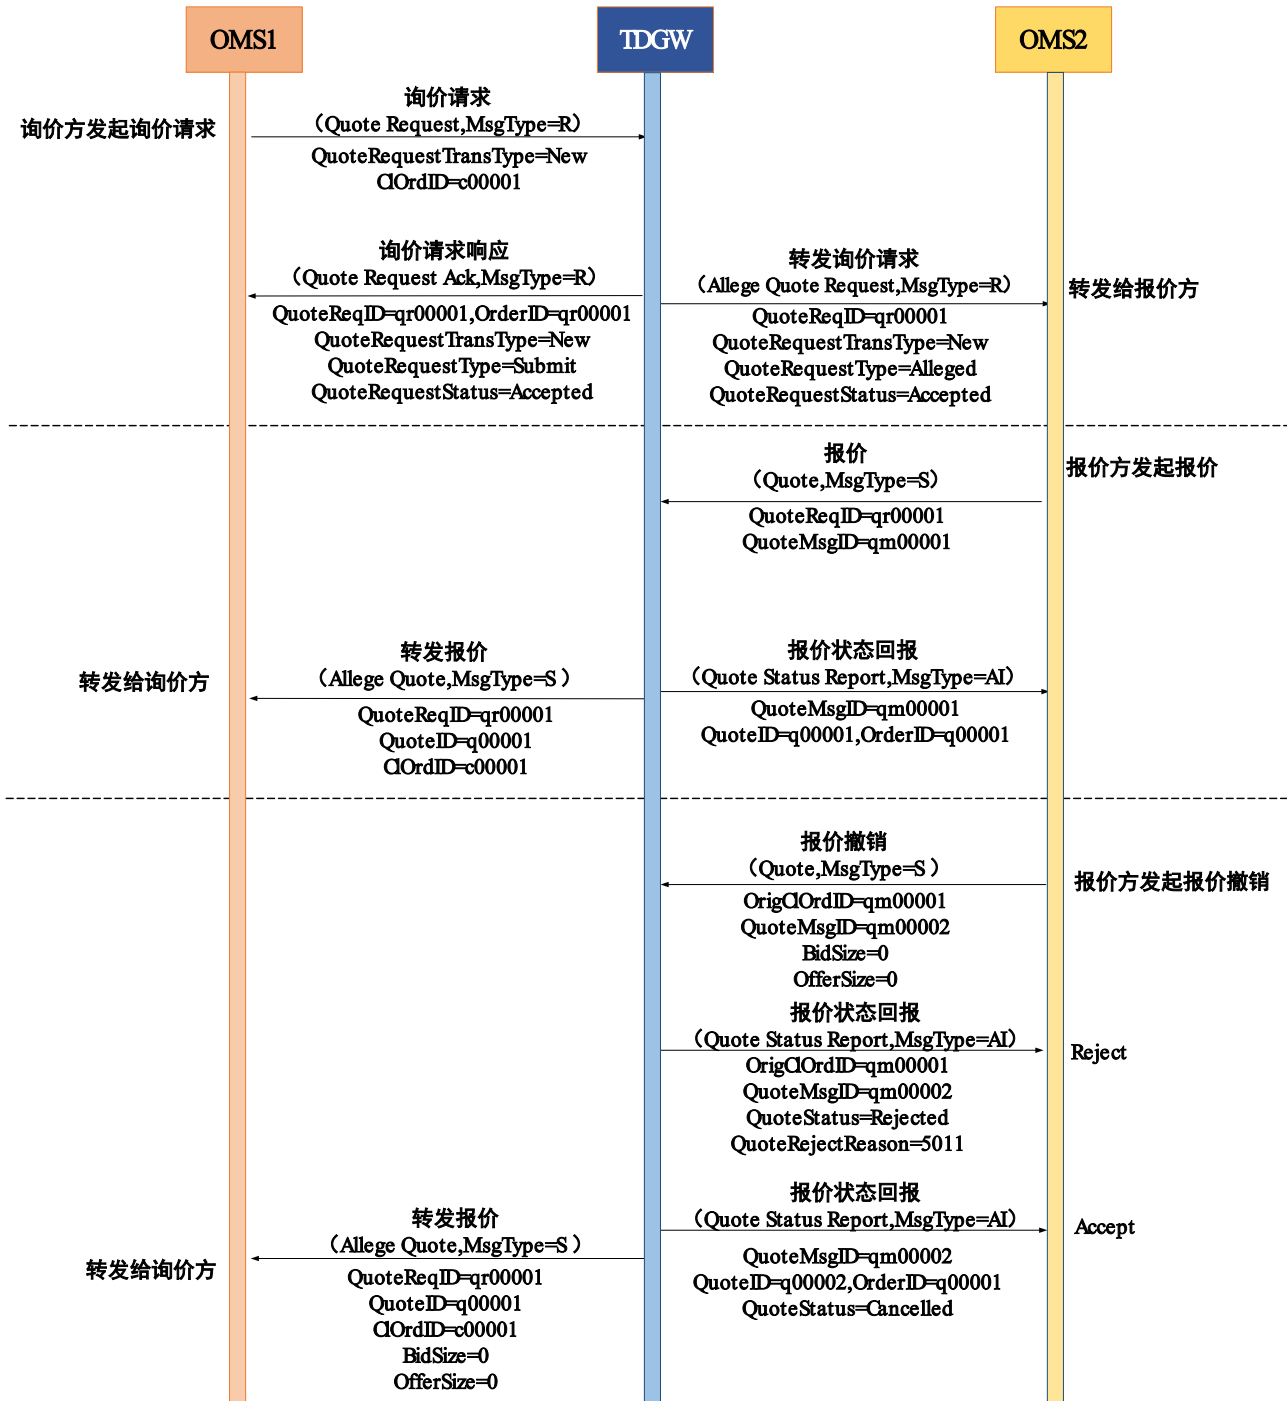 OMS1
TDGW
OMS2
询价请求
（Quote Request,MsgType=R）
询价方发起询价请求
QuoteRequestTransType=New
ClOrdID=c00001
询价请求响应
（Quote Request Ack,MsgType=R）
QuoteReqID=qr00001,OrderID=qr00001
QuoteRequestTransType=New
QuoteRequestType=Submit
QuoteRequestStatus=Accepted
转发询价请求
（Allege Quote Request,MsgType=R）
转发给报价方
QuoteReqID=qr00001
QuoteRequestTransType=New
QuoteRequestType=Alleged
QuoteRequestStatus=Accepted
报价
（Quote,MsgType=S）
报价方发起报价
QuoteReqID=qr00001
QuoteMsgID=qm00001
转发报价
（Allege Quote,MsgType=S ）
转发给询价方
QuoteReqID=qr00001
QuoteID=q00001
ClOrdID=c00001
报价状态回报
（Quote Status Report,MsgType=AI）
QuoteMsgID=qm00001
QuoteID=q00001,OrderID=q00001
报价撤销
（Quote,MsgType=S ）
报价方发起报价撤销
OrigClOrdID=qm00001
QuoteMsgID=qm00002
BidSize=0
OfferSize=0
报价状态回报
（Quote Status Report,MsgType=AI）
Reject
OrigClOrdID=qm00001
QuoteMsgID=qm00002
QuoteStatus=Rejected
QuoteRejectReason=5011
报价状态回报
（Quote Status Report,MsgType=AI）
Accept
QuoteMsgID=qm00002
QuoteID=q00002,OrderID=q00001
QuoteStatus=Cancelled
转发报价
（Allege Quote,MsgType=S ）
转发给询价方
QuoteReqID=qr00001
QuoteID=q00001
ClOrdID=c00001
BidSize=0
OfferSize=0